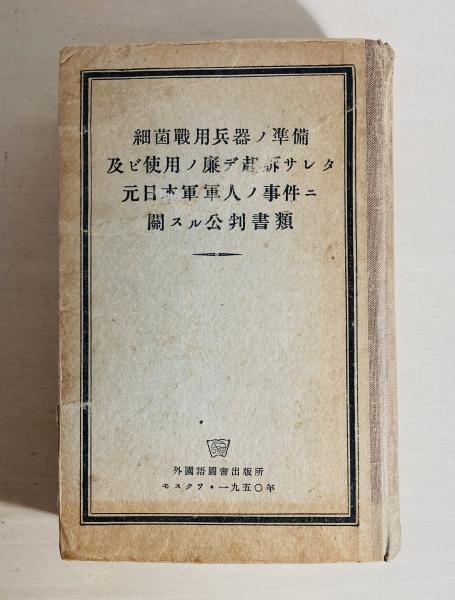 細菌戰用兵器ノ準備
及ビ使用ノ廉デ起訴サレタ
元日本軍軍人ノ事件ニ
關スル公判書類
外國語圖書出版所
モスクワ・一九五〇年